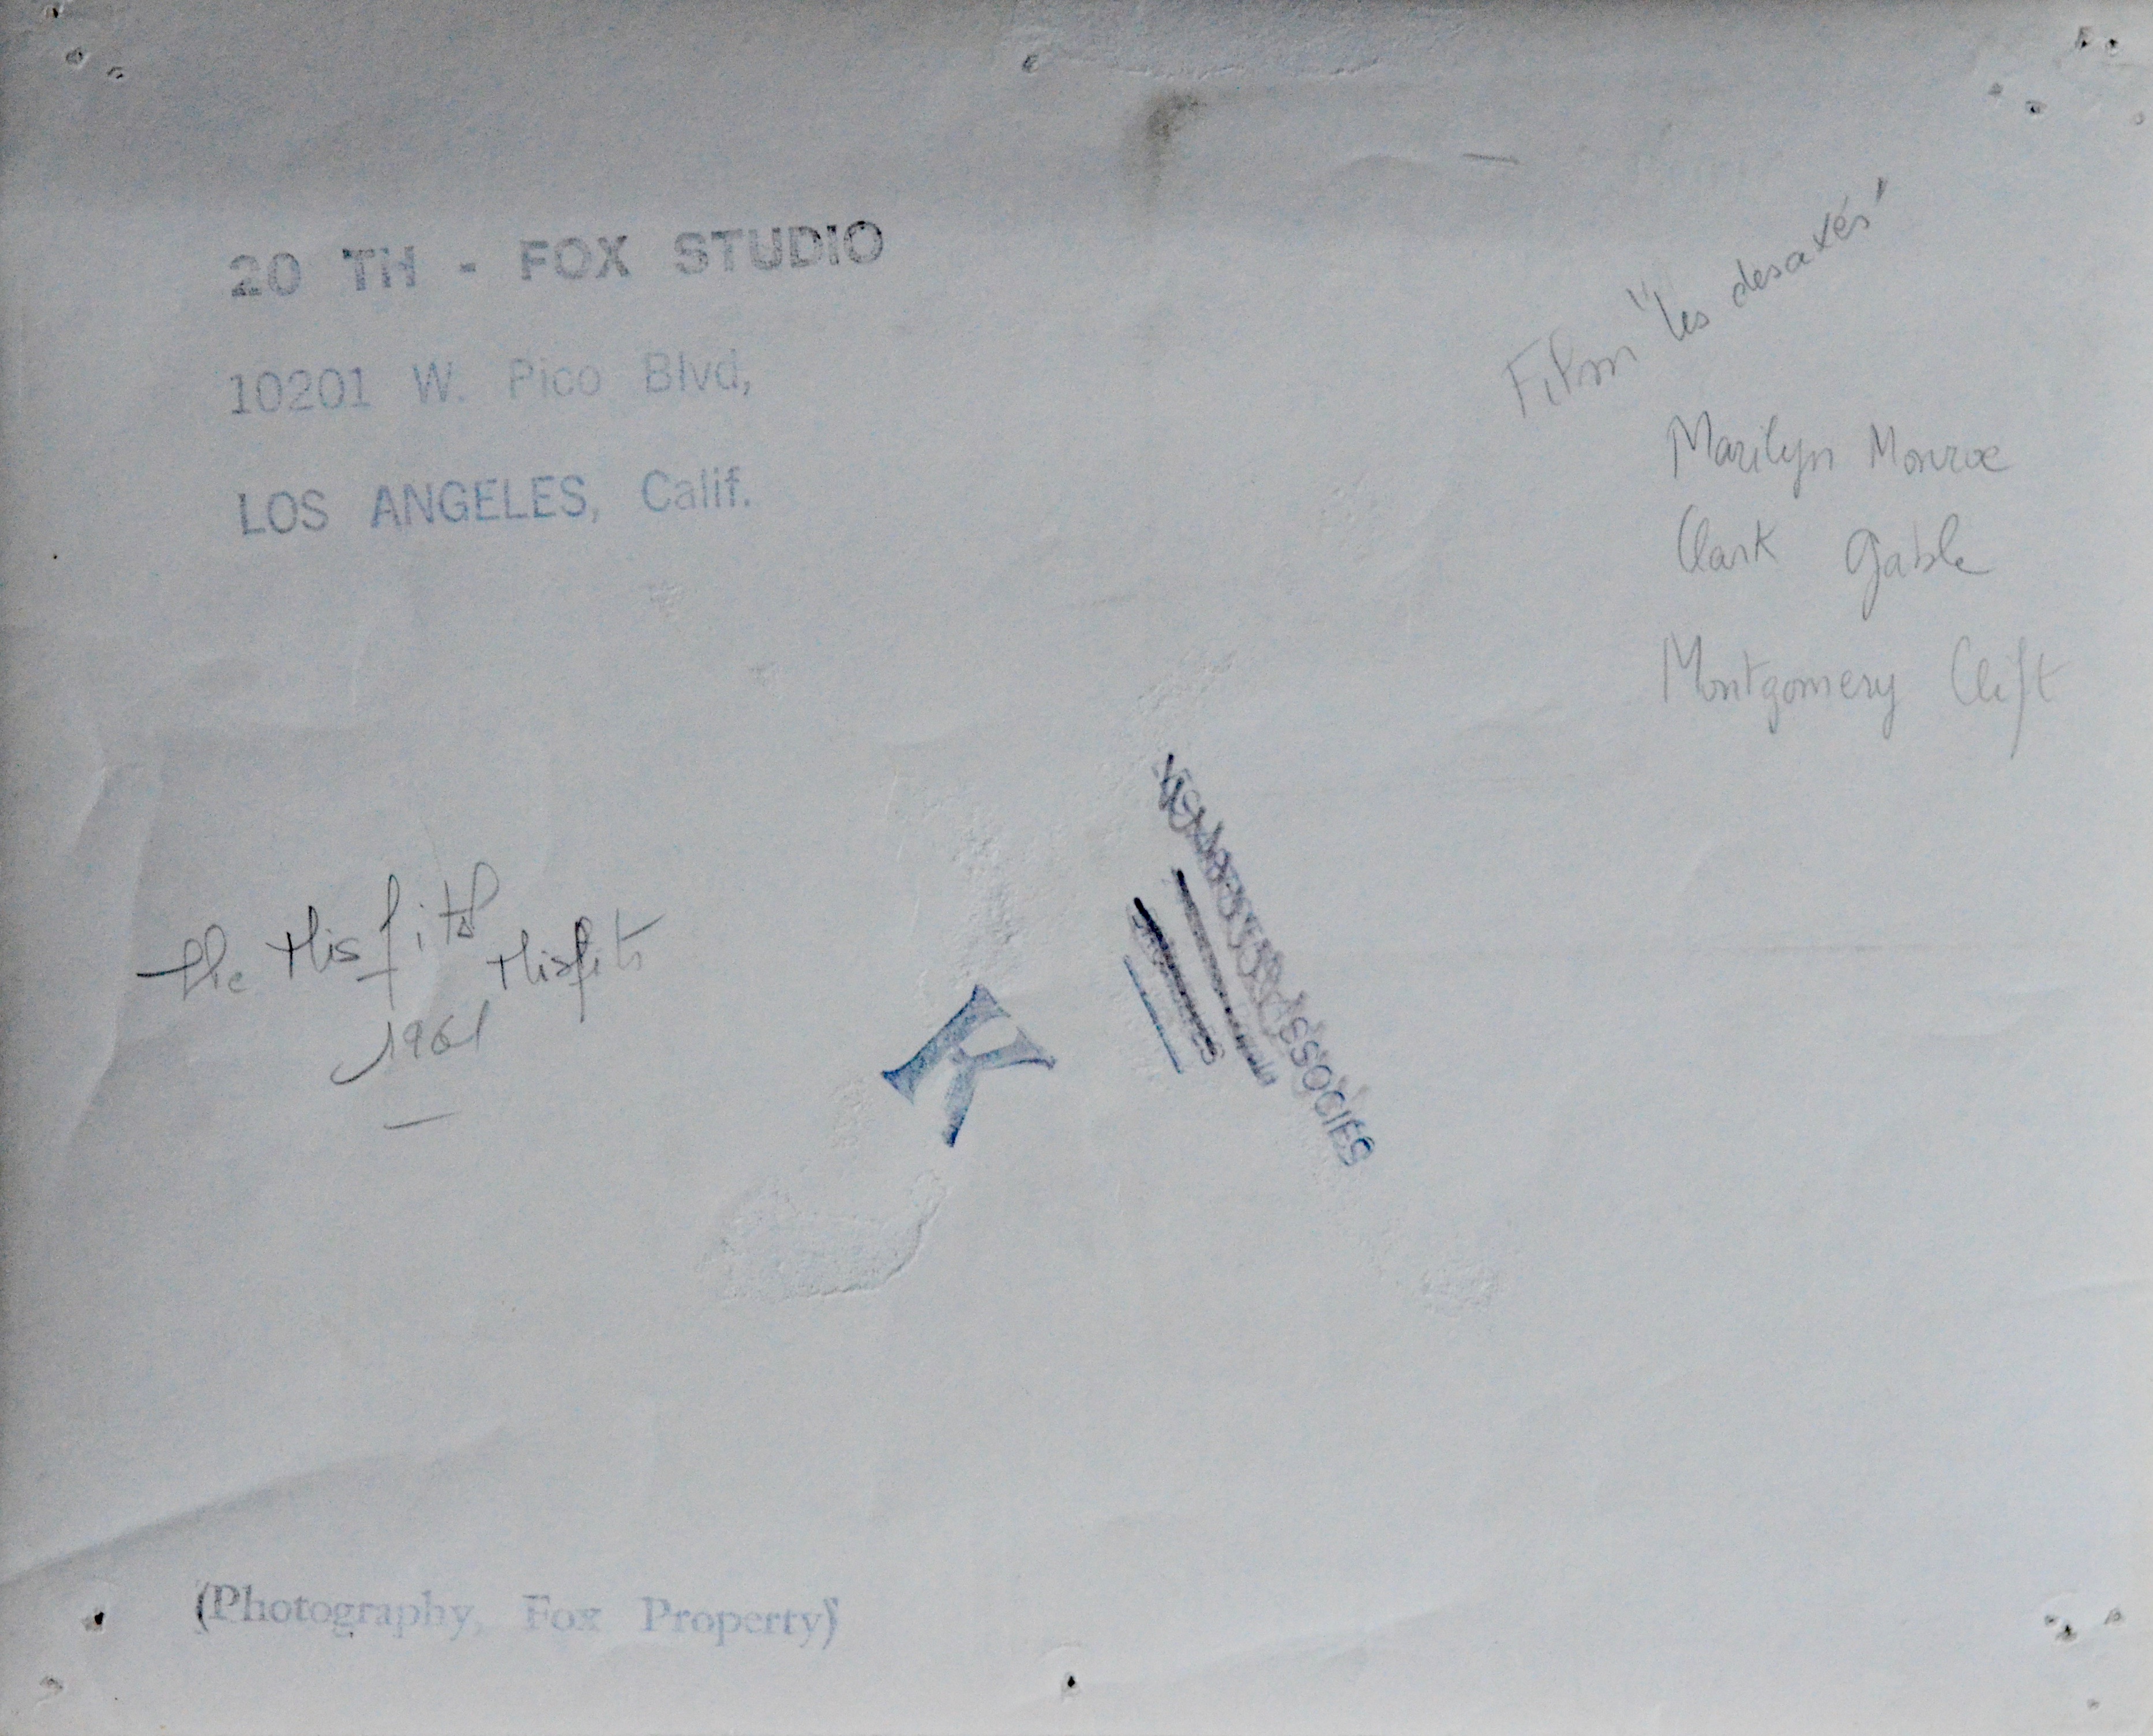 20 TH - FOX STUDIO
10201 W. Pico Blvd,
LOS ANGELES, Calif.
Film "les desaxés"
Marilyn Monroe
Clark Gable
Montgomery Clift
The Misfits
Misfits
1961
K
ASSOCIÉS
(Photography, Fox Property)